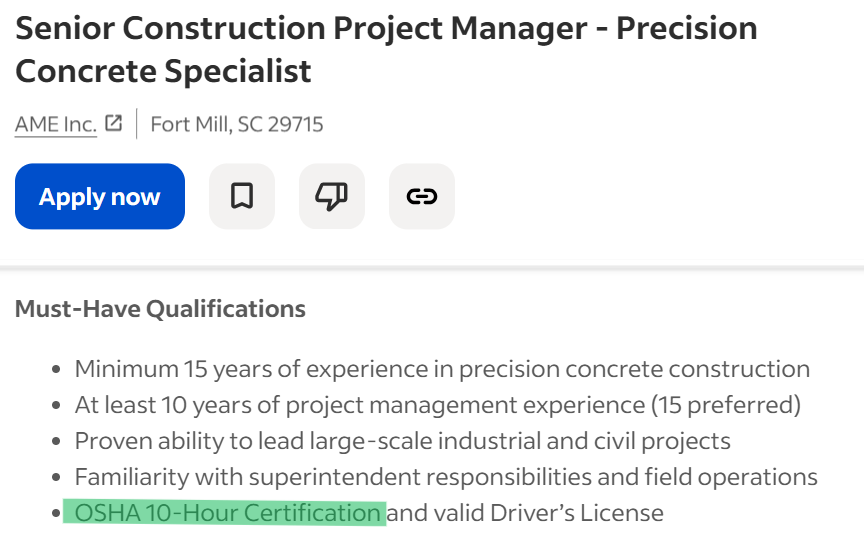 Senior Construction Project Manager - Precision
Concrete Specialist
AME Inc. Fort Mill, SC 29715
Apply now
Must-Have Qualifications
• Minimum 15 years of experience in precision concrete construction
• At least 10 years of project management experience (15 preferred)
• Proven ability to lead large-scale industrial and civil projects
• Familiarity with superintendent responsibilities and field operations
• OSHA 10-Hour Certification and valid Driver’s License